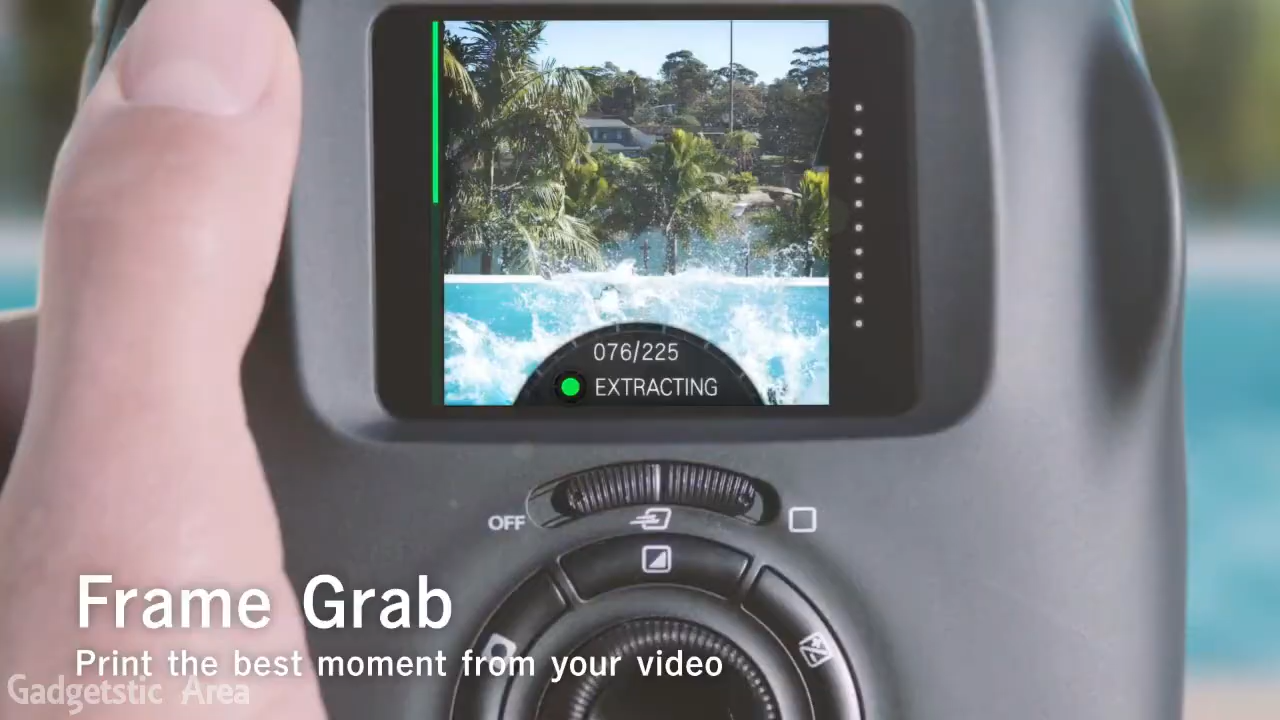 076/225
EXTRACTING
OFF
Frame Grab
Print the best moment from your video
Gadgetstic Area